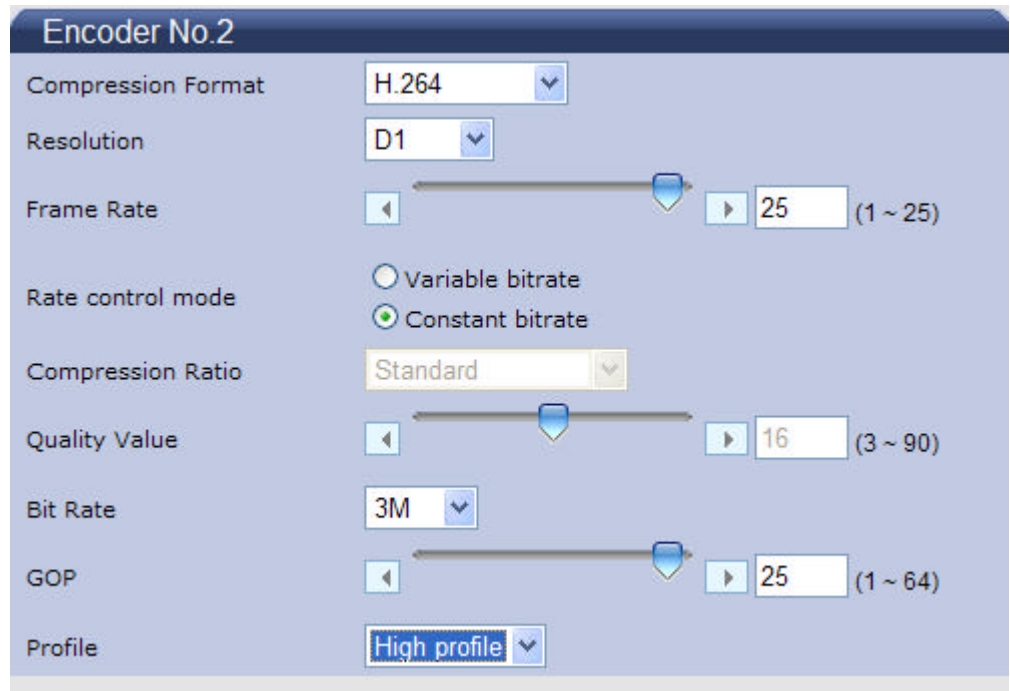 Encoder No.2
Compression Format H.264
Resolution D1
Frame Rate 25 (1 ~ 25)
Rate control mode
Variable bitrate
Constant bitrate
Compression Ratio Standard
Quality Value 16 (3 ~ 90)
Bit Rate 3M
GOP 25 (1 ~ 64)
Profile High profile